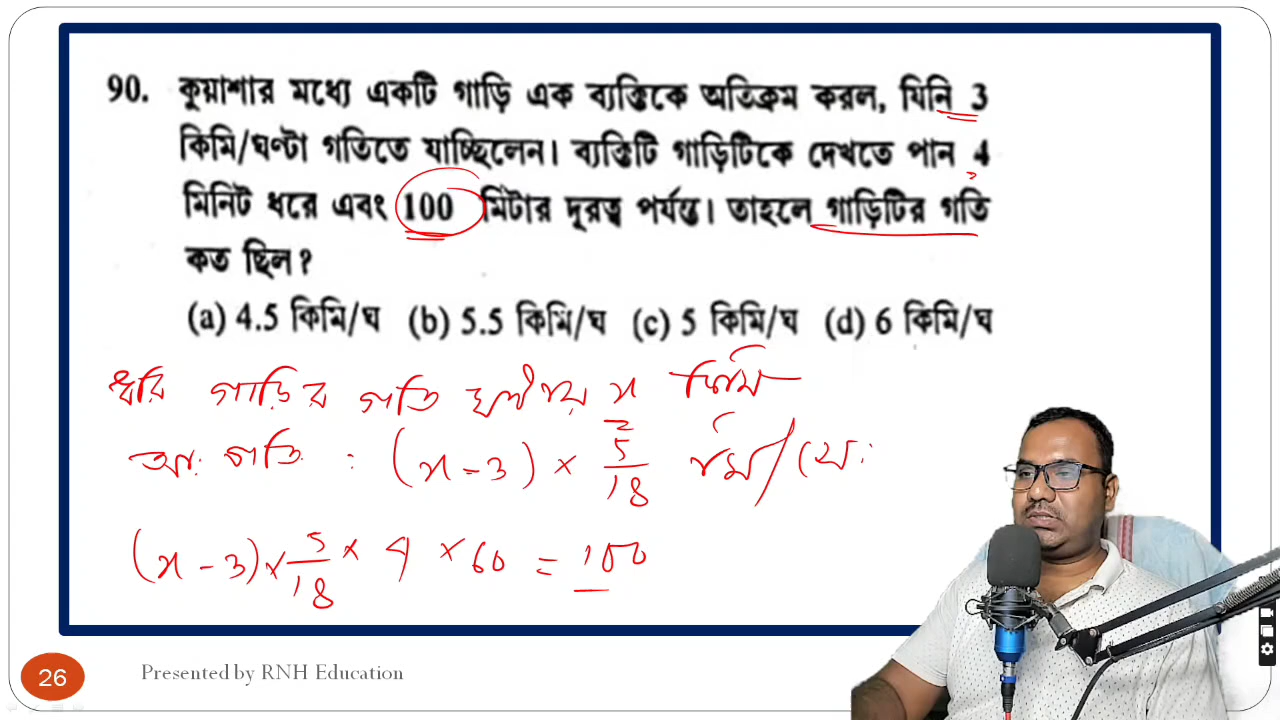 90. কুয়াশার মধ্যে একটি গাড়ি এক ব্যক্তিকে অতিক্রম করল, যিনি 3
কিমি/ঘণ্টা গতিতে যাচ্ছিলেন। ব্যক্তিটি গাড়িটিকে দেখতে পান 4
মিনিট ধরে এবং 100 মিটার দূরত্ব পর্যন্ত। তাহলে গাড়িটির গতি
কত ছিল?
(a) 4.5 কিমি/ঘ (b) 5.5 কিমি/ঘ (c) 5 কিমি/ঘ (d) 6 কিমি/ঘ
ধরি গাড়ির গতি ঘণ্টায় x কিমি
আঃ গতি : (x-3) × 5/18 মি/সেঃ
(x-3) × 5/18 × 4 × 60 = 100
26 Presented by RNH Education